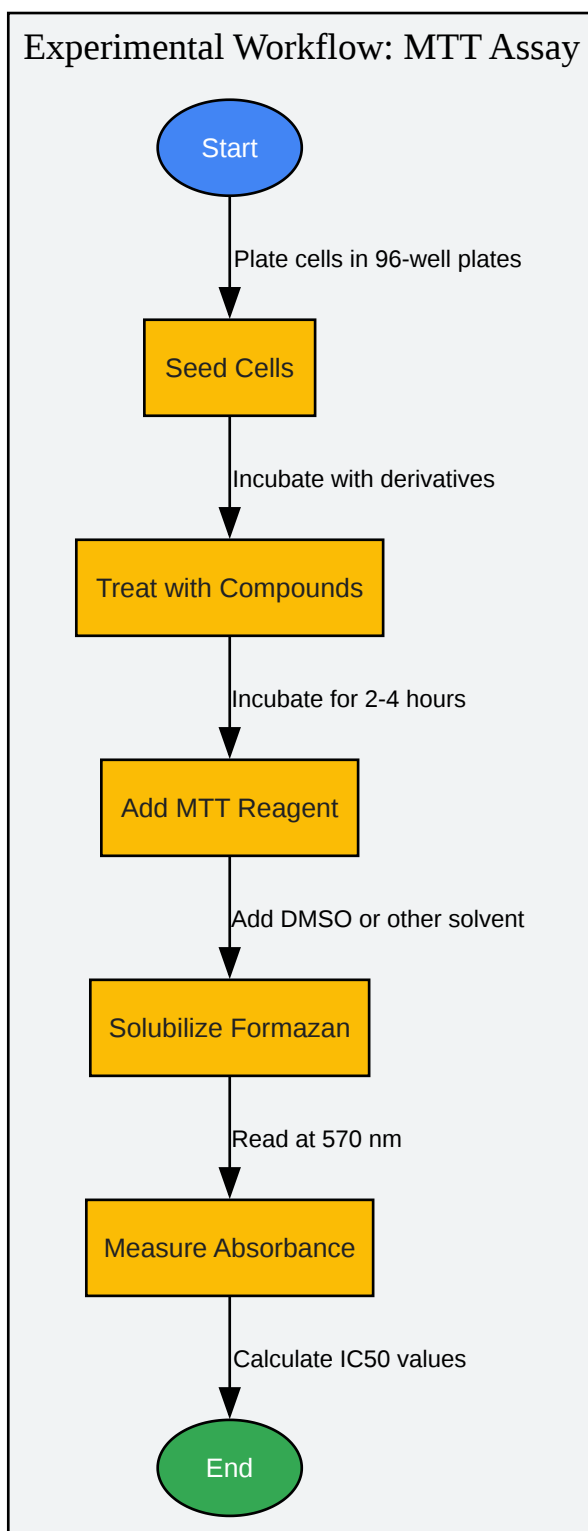 Experimental Workflow: MTT Assay
Start
Plate cells in 96-well plates
Seed Cells
Incubate with derivatives
Treat with Compounds
Incubate for 2-4 hours
Add MTT Reagent
Add DMSO or other solvent
Solubilize Formazan
Read at 570 nm
Measure Absorbance
Calculate IC50 values
End